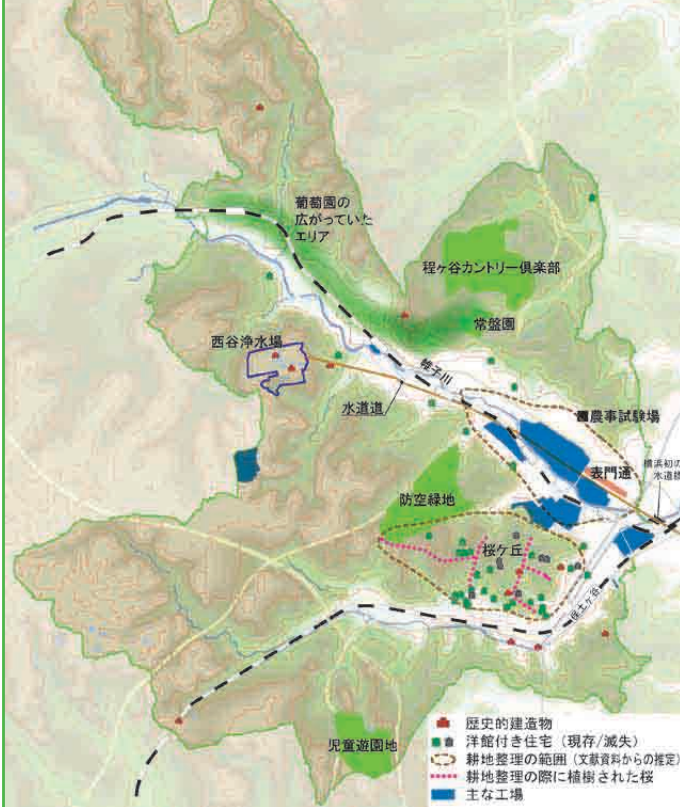 葡萄園の
広がっていた
エリア
程ヶ谷カントリー倶楽部
常盤園
西谷浄水場
帷子川
水道道
農事試験場
表門通
横浜初の
防空緑地
桜ケ丘
保土ヶ谷
児童遊園地
歴史的建造物
洋館付き住宅（現存/滅失）
耕地整理の範囲（文献資料からの推定）
耕地整理の際に植樹された桜
主な工場